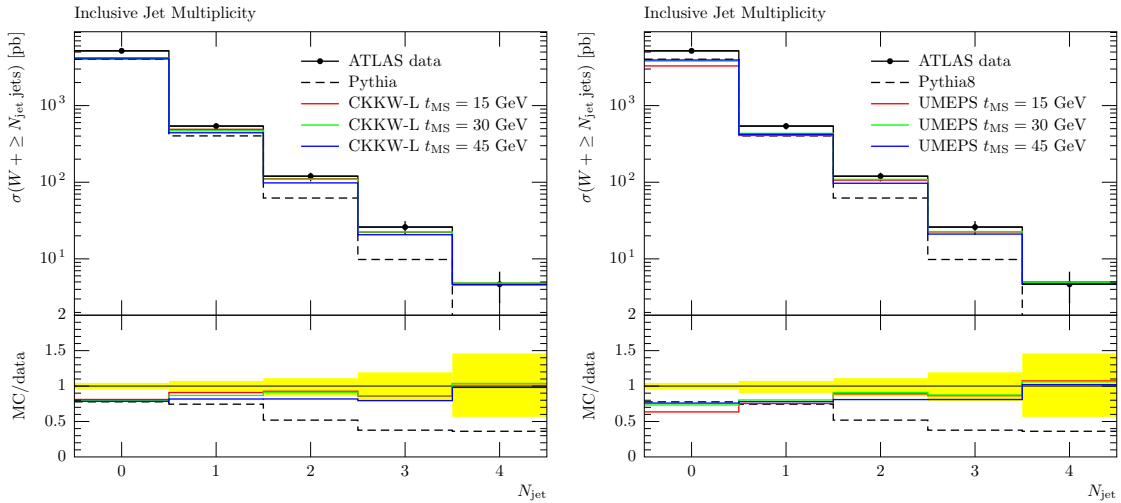 Inclusive Jet Multiplicity
σ(W + ≥ N_jet jets) [pb]
ATLAS data
Pythia
CKKW-L t_MS = 15 GeV
CKKW-L t_MS = 30 GeV
CKKW-L t_MS = 45 GeV
10^3
10^2
10^1
2
MC/data
1.5
1
0.5
0
0 1 2 3 4
N_jet
Inclusive Jet Multiplicity
σ(W + ≥ N_jet jets) [pb]
ATLAS data
Pythia8
UMEPS t_MS = 15 GeV
UMEPS t_MS = 30 GeV
UMEPS t_MS = 45 GeV
10^3
10^2
10^1
2
MC/data
1.5
1
0.5
0
0 1 2 3 4
N_jet